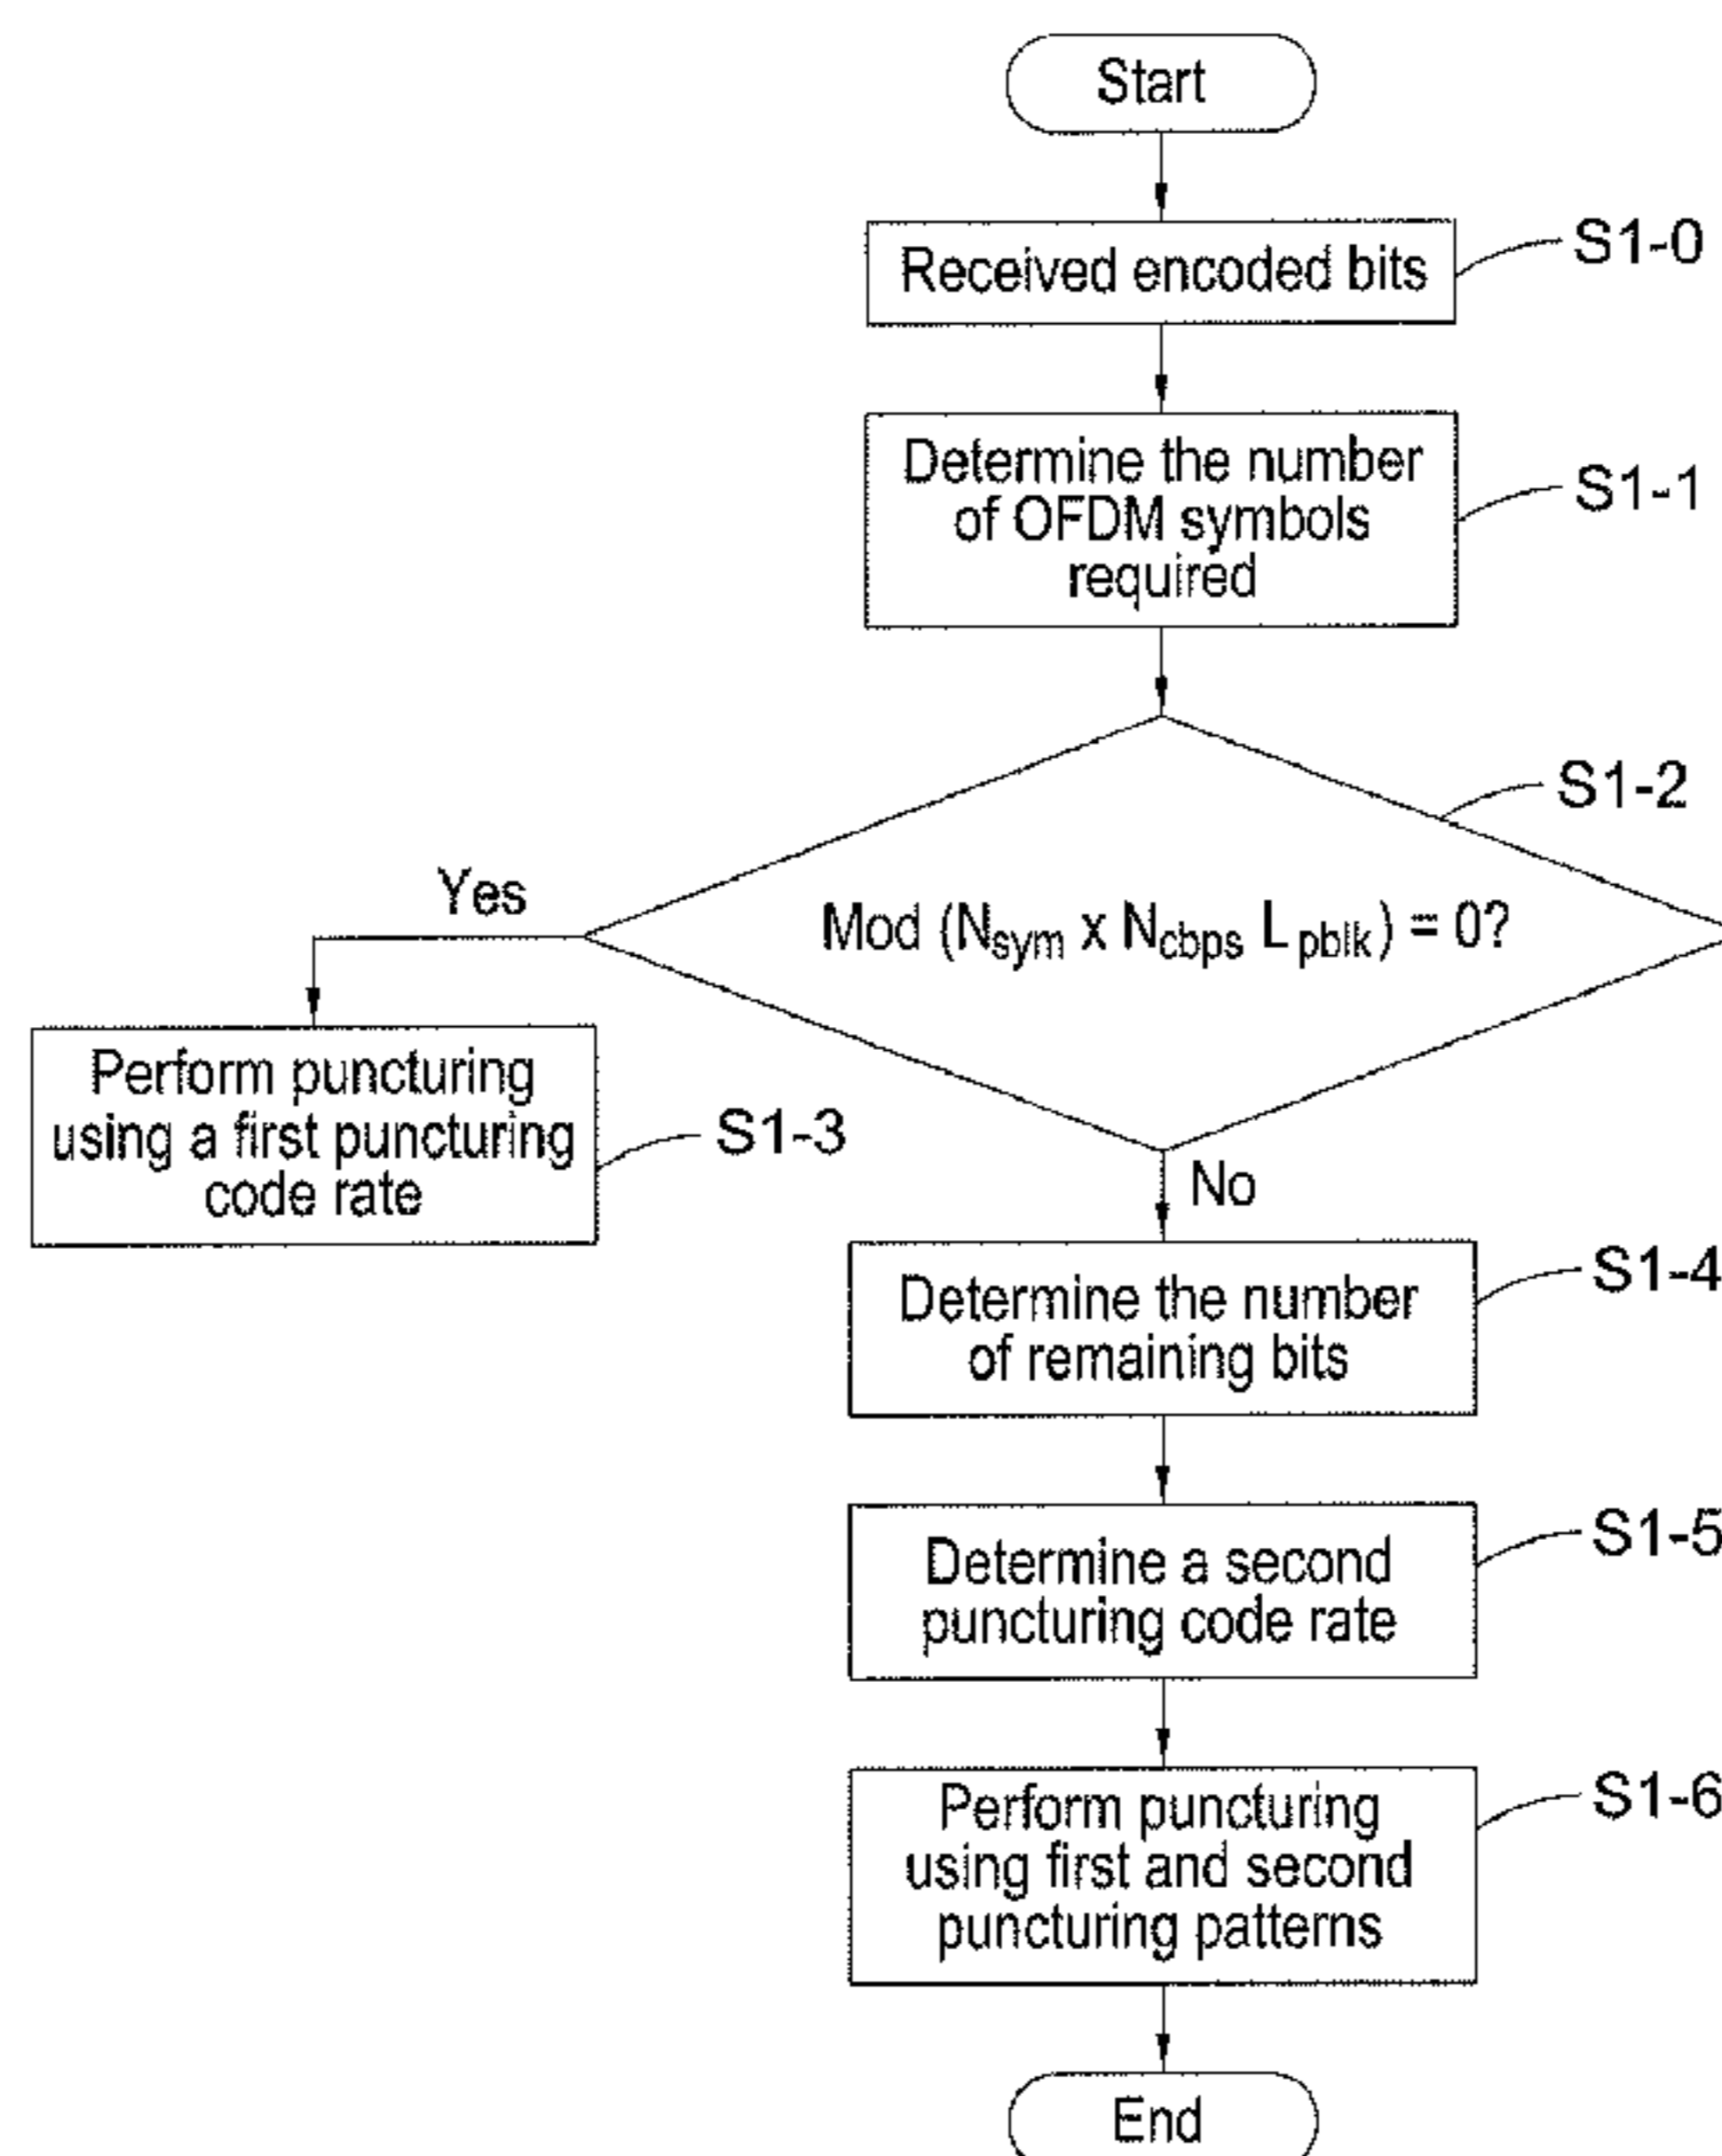 Start
Received encoded bits
S1-0
Determine the number
of OFDM symbols
required
S1-1
S1-2
Mod (Nsym x Ncbps Lpblk) = 0?
Yes
Perform puncturing
using a first puncturing
code rate
S1-3
No
Determine the number
of remaining bits
S1-4
Determine a second
puncturing code rate
S1-5
Perform puncturing
using first and second
puncturing patterns
S1-6
End